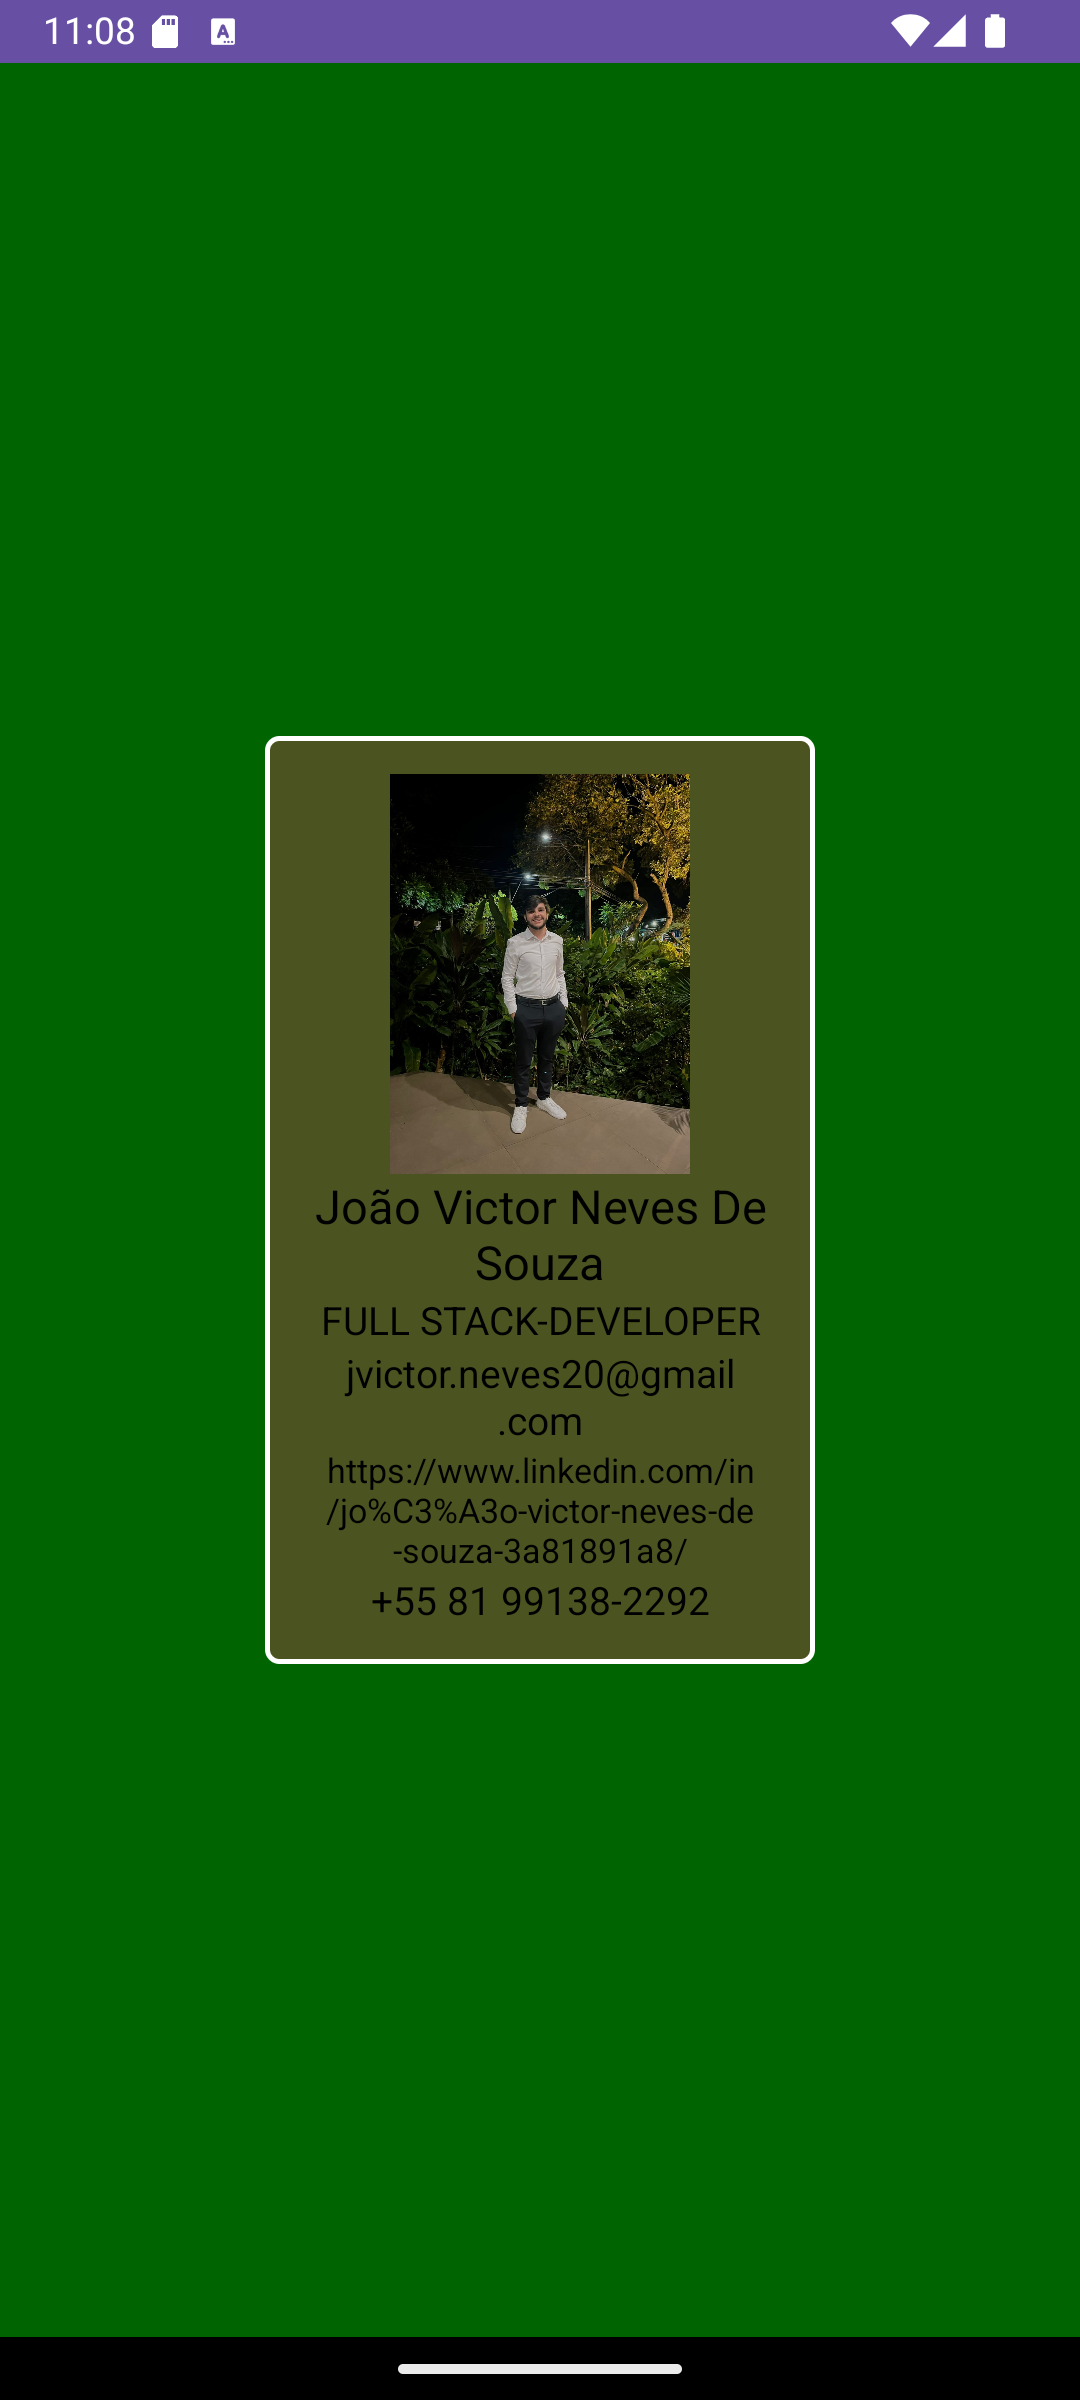 11:08
João Victor Neves De
Souza
FULL STACK-DEVELOPER
jvictor.neves20@gmail
.com
https://www.linkedin.com/in
/jo%C3%A3o-victor-neves-de
-souza-3a81891a8/
+55 81 99138-2292